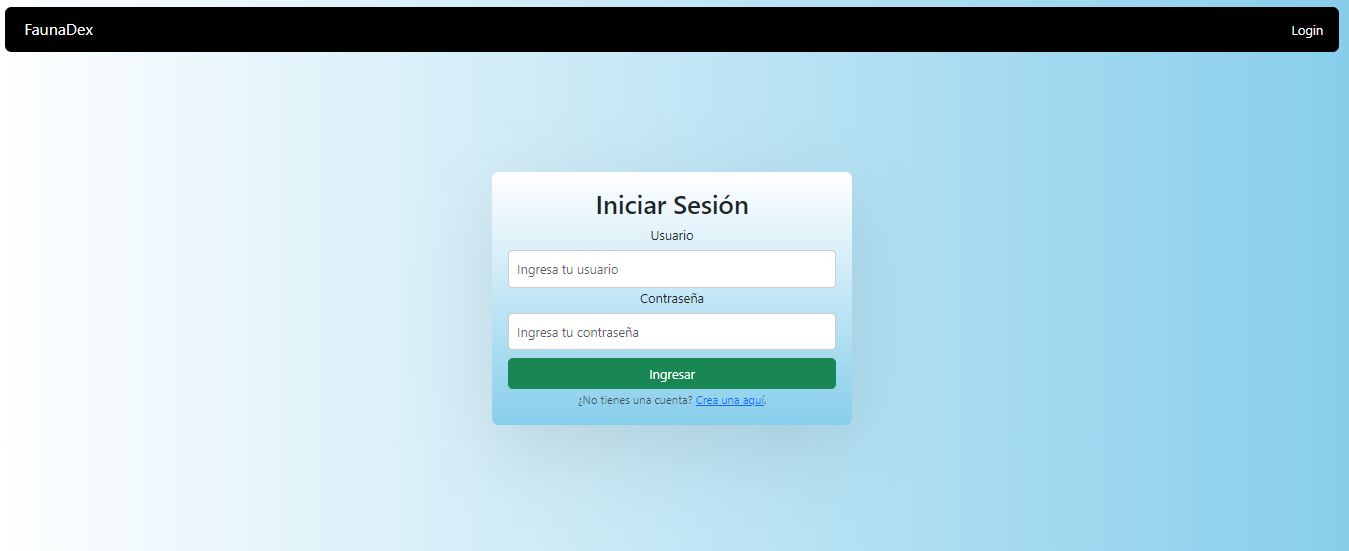 FaunaDex
Login
Iniciar Sesión
Usuario
Ingresa tu usuario
Contraseña
Ingresa tu contraseña
Ingresar
¿No tienes una cuenta? Crea una aquí.